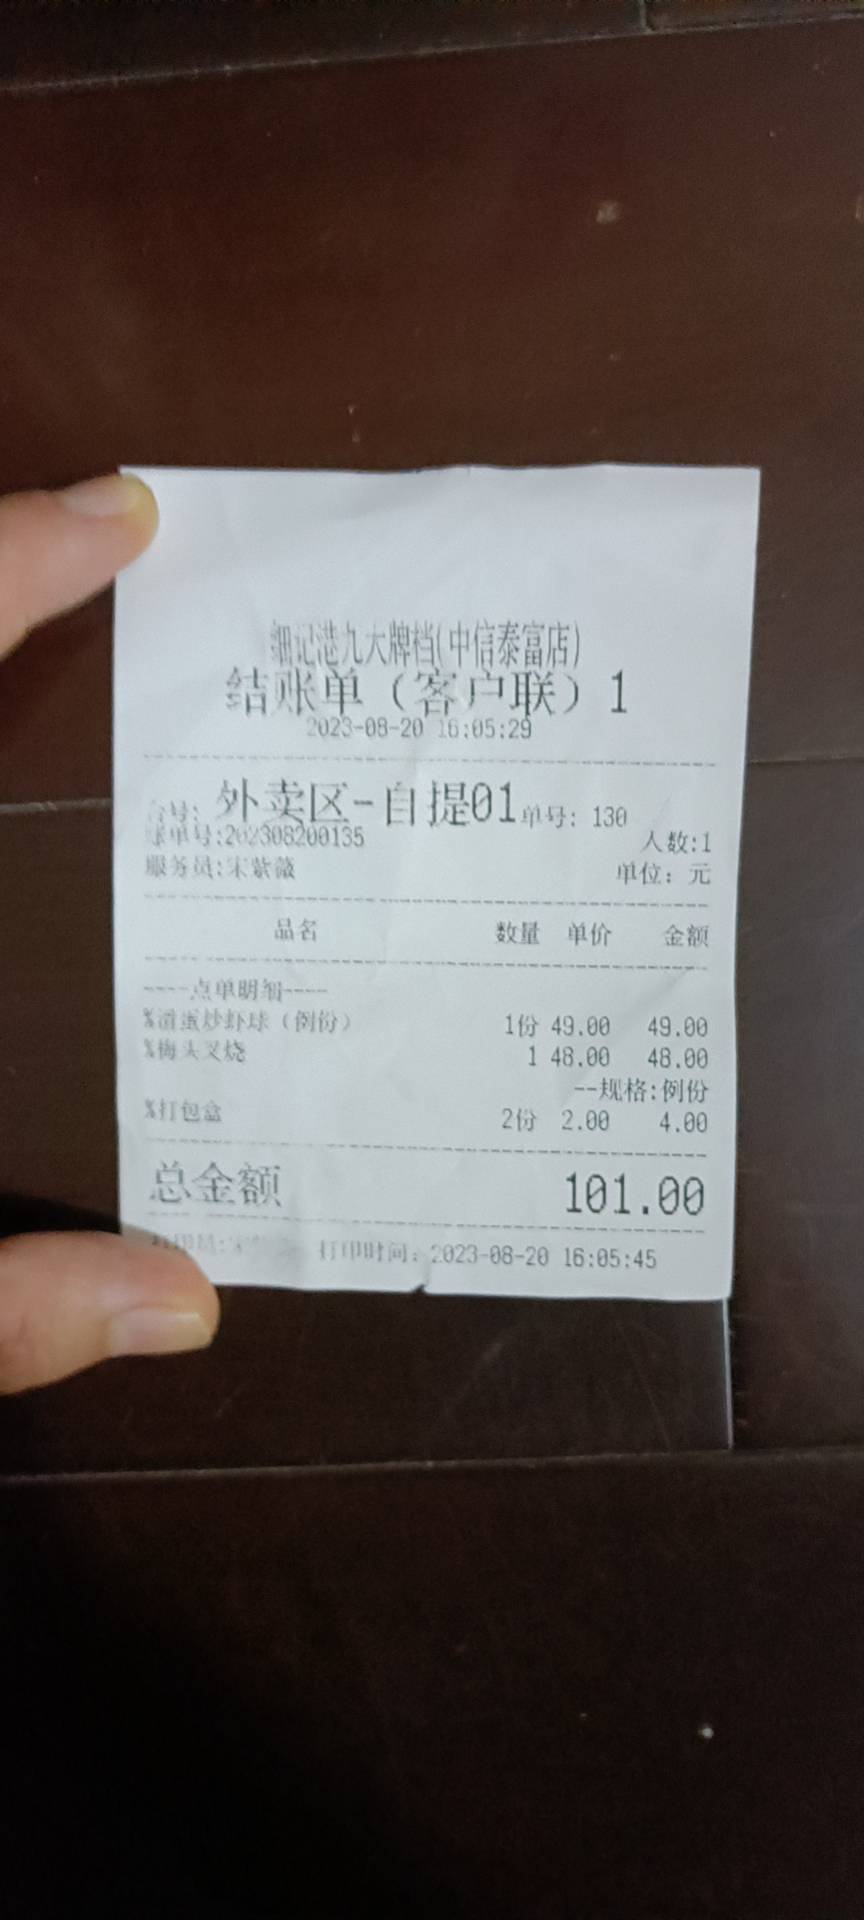 细记港九大牌档(中信泰富店)
结账单（客户联）1
2023-08-20 16:05:29
台号: 外卖区-自提01 单号: 130
账单号:202308200135 人数:1
服务员:宋紫薇 单位: 元
品名 数量 单价 金额
----点单明细----
%滑蛋炒虾球（例份） 1份 49.00 49.00
%梅头叉烧 1 48.00 48.00
--规格:例份
%打包盒 2份 2.00 4.00
总金额 101.00
打印员: 打印时间: 2023-08-20 16:05:45